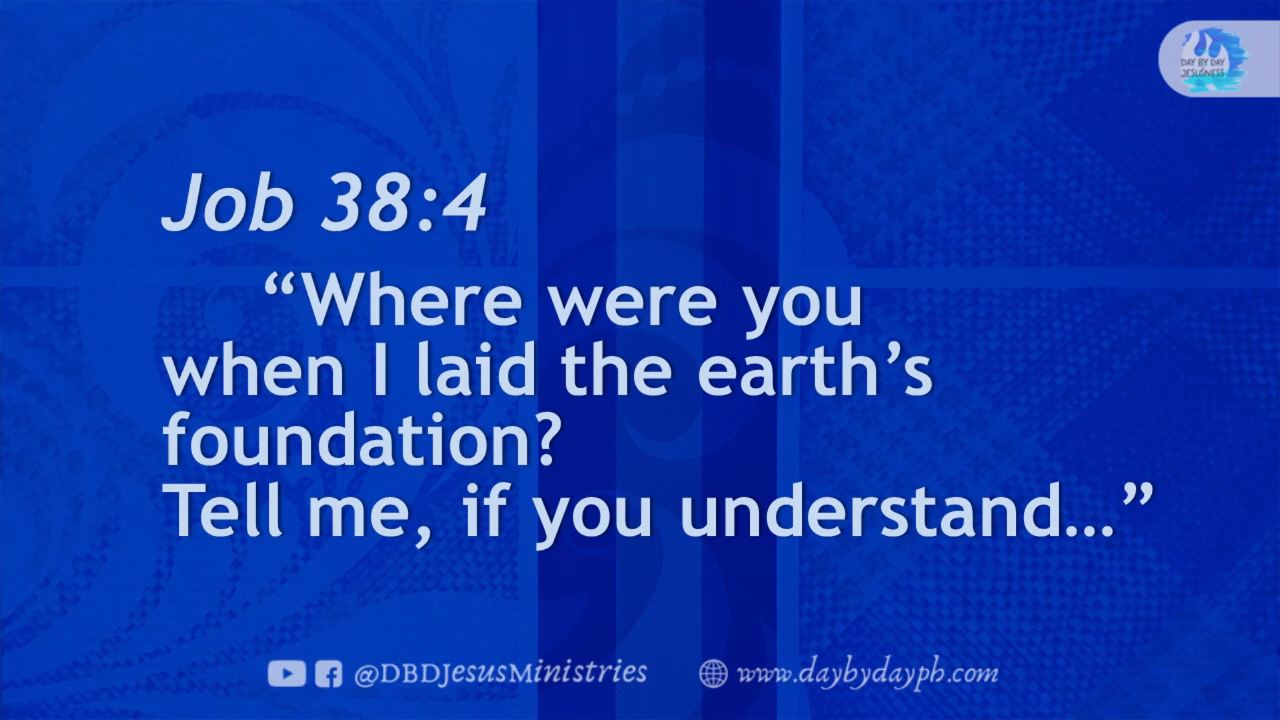 DAY BY DAY
JESUSNESS
Job 38:4
“Where were you
when I laid the earth’s
foundation?
Tell me, if you understand…”
@DBDJesusMinistries
www.daybydayph.com